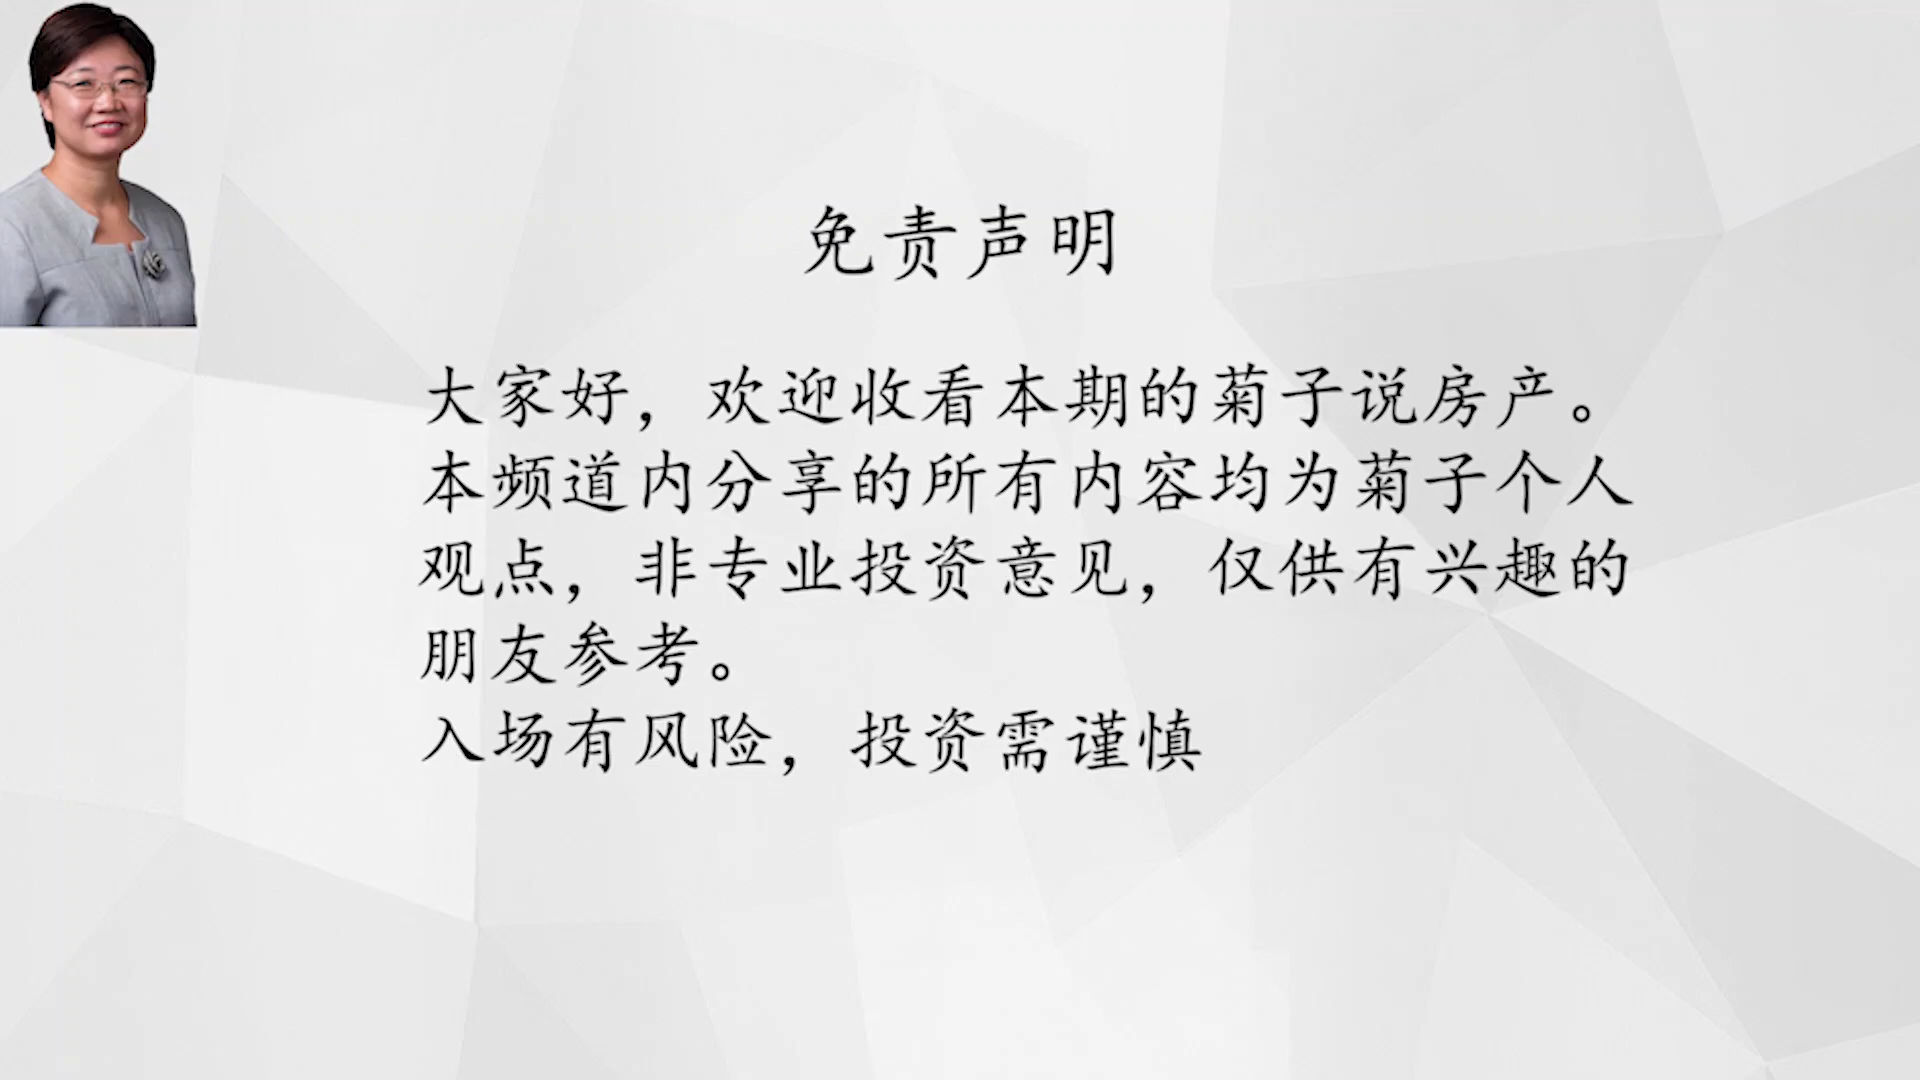 免责声明
大家好，欢迎收看本期的菊子说房产。
本频道内分享的所有内容均为菊子个人
观点，非专业投资意见，仅供有兴趣的
朋友参考。
入场有风险，投资需谨慎